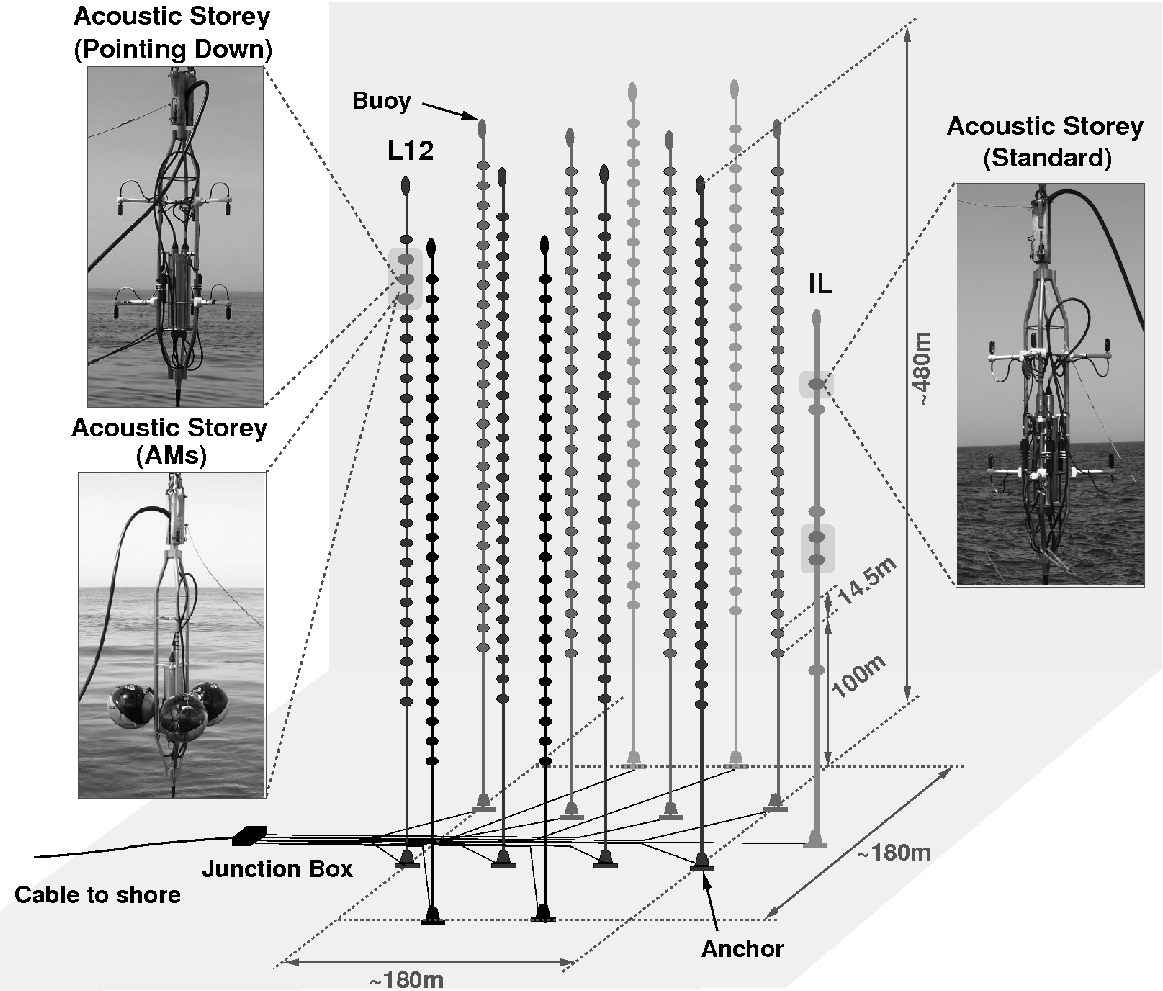 Acoustic Storey
(Pointing Down)
Buoy
L12
Acoustic Storey
(Standard)
IL
~480m
Acoustic Storey
(AMs)
14.5m
100m
Junction Box
~180m
Cable to shore
Anchor
~180m